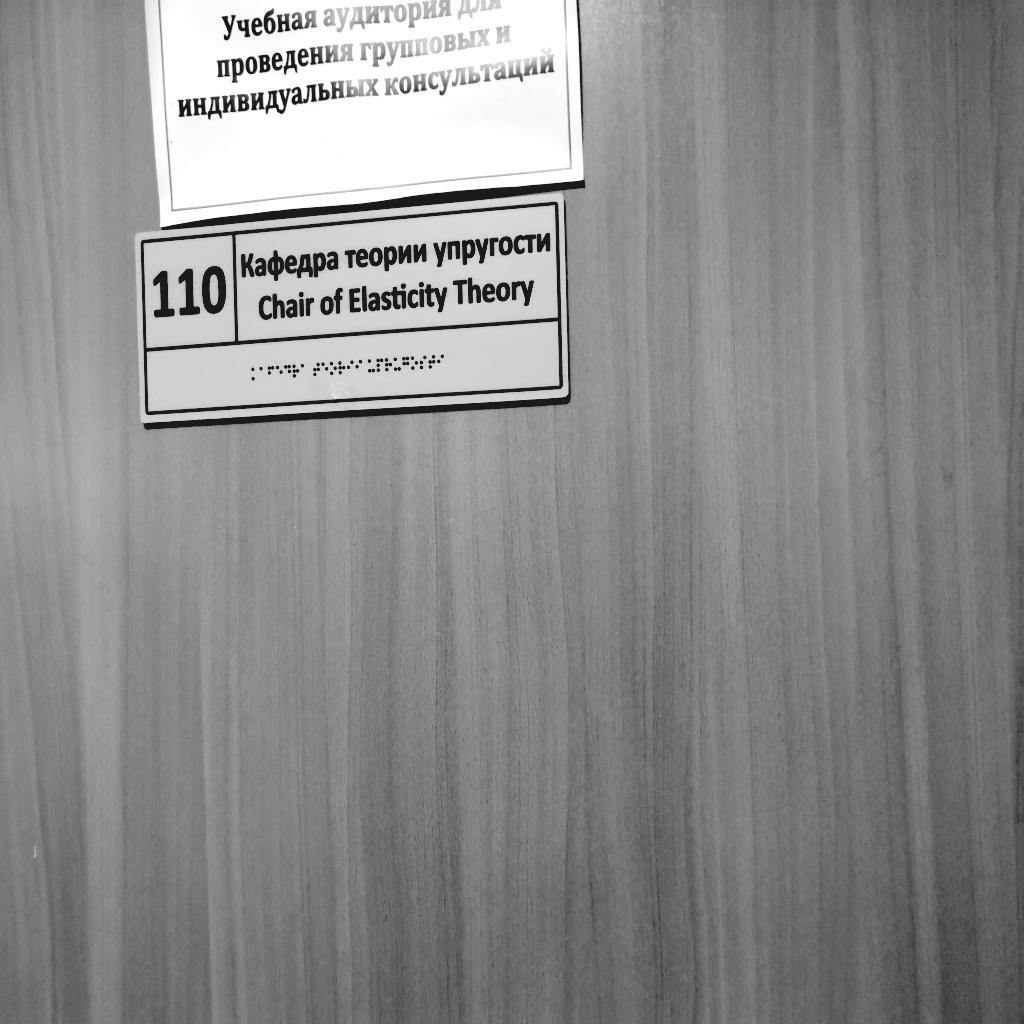 Учебная аудитория для
проведения групповых и
индивидуальных консультаций
110
Кафедра теории упругости
Chair of Elasticity Theory